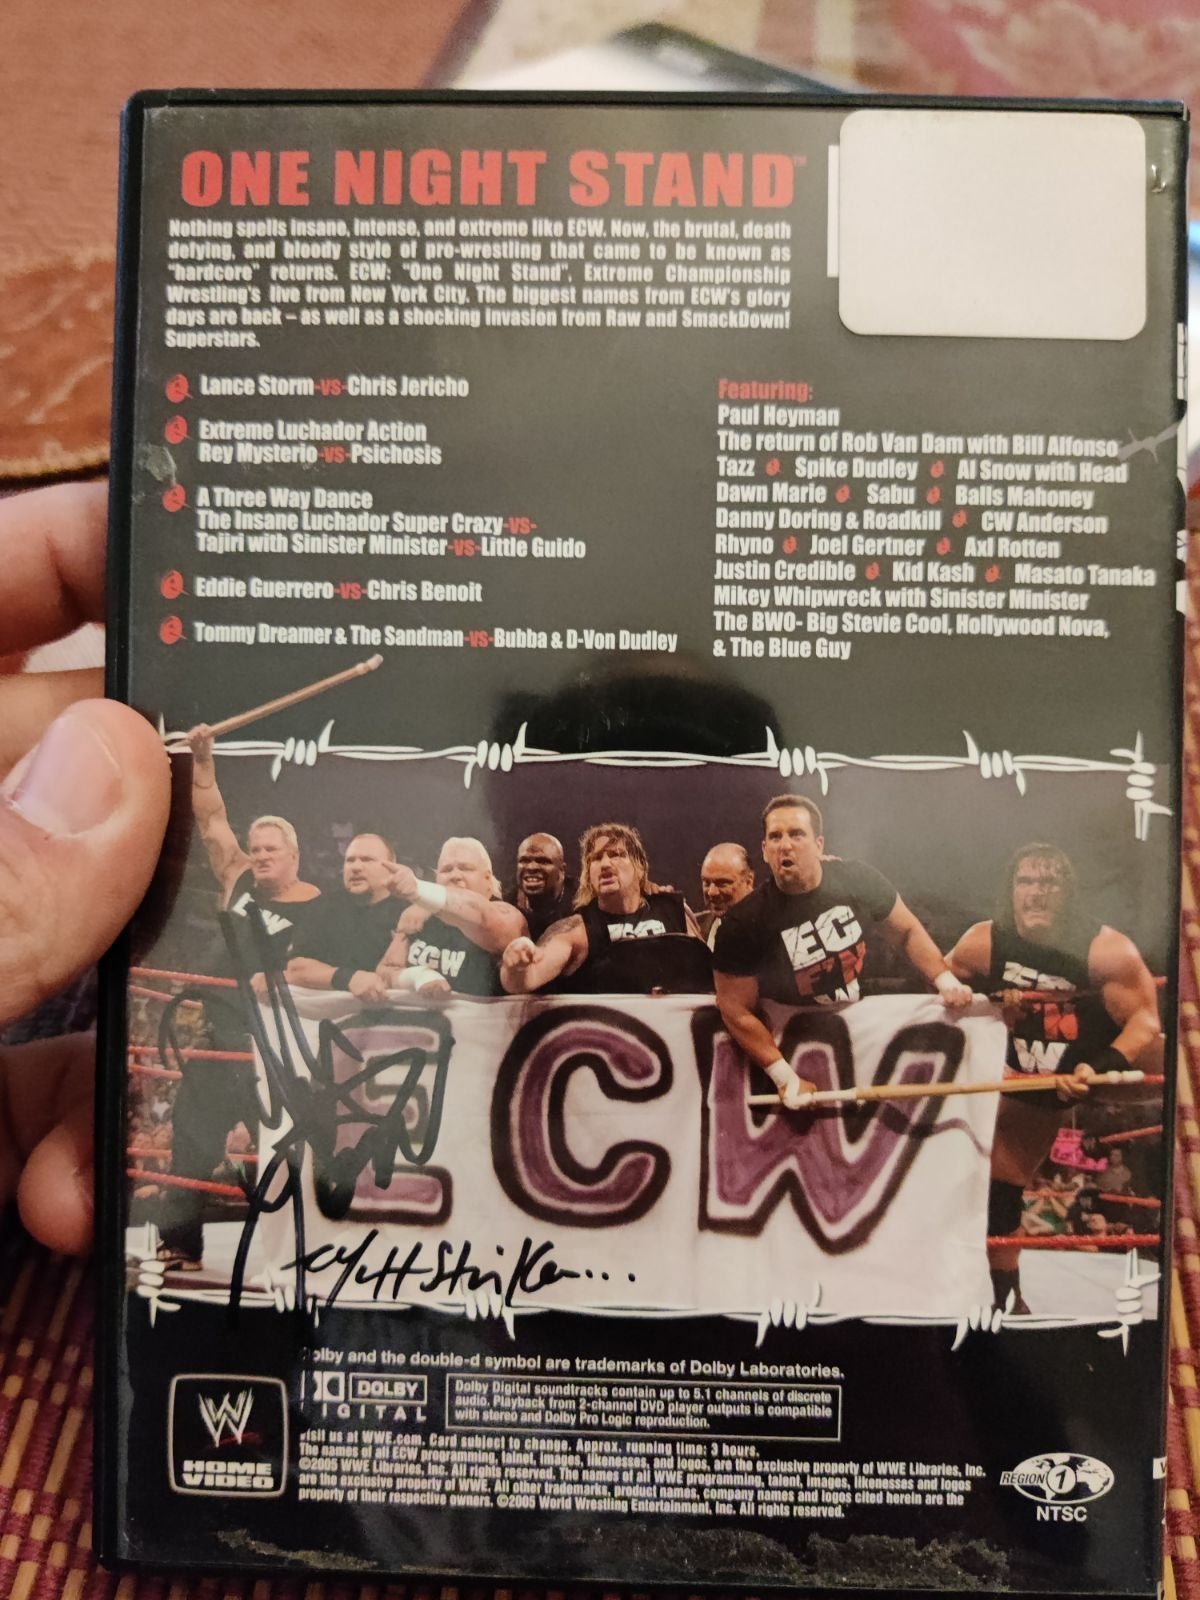 ONE NIGHT STAND™
Nothing spells insane, intense, and extreme like ECW. Now, the brutal, death
defying, and bloody style of pro-wrestling that came to be known as
"hardcore" returns. ECW: "One Night Stand", Extreme Championship
Wrestling's live from New York City. The biggest names from ECW's glory
days are back – as well as a shocking invasion from Raw and SmackDown!
Superstars.
Lance Storm-vs-Chris Jericho
Extreme Luchador Action
Rey Mysterio-vs-Psichosis
A Three Way Dance
The Insane Luchador Super Crazy-vs-
Tajiri with Sinister Minister-vs-Little Guido
Eddie Guerrero-vs-Chris Benoit
Tommy Dreamer & The Sandman-vs-Bubba & D-Von Dudley
Featuring:
Paul Heyman
The return of Rob Van Dam with Bill Alfonso
Tazz Spike Dudley Al Snow with Head
Dawn Marie Sabu Balls Mahoney
Danny Doring & Roadkill CW Anderson
Rhyno Joel Gertner Axl Rotten
Justin Credible Kid Kash Masato Tanaka
Mikey Whipwreck with Sinister Minister
The BWO- Big Stevie Cool, Hollywood Nova,
& The Blue Guy
ECW
ECW
EC
FN
W
ECW
Matt Striker...
olby and the double-d symbol are trademarks of Dolby Laboratories.
DOLBY
DIGITAL
Dolby Digital soundtracks contain up to 5.1 channels of discrete
audio. Playback from 2-channel DVD player outputs is compatible
with stereo and Dolby Pro Logic reproduction.
visit us at WWE.com. Card subject to change. Approx. running time: 3 hours.
The names of all ECW programming, talent, images, likenesses, and logos, are the exclusive property of WWE Libraries, Inc.
©2005 WWE Libraries, Inc. All rights reserved. The names of all WWE programming, talent, images, likenesses and logos
are the exclusive property of WWE. All other trademarks, product names, company names and logos cited herein are the
property of their respective owners. ©2005 World Wrestling Entertainment, Inc. All rights reserved.
W
HOME
VIDEO
REGION 1
NTSC